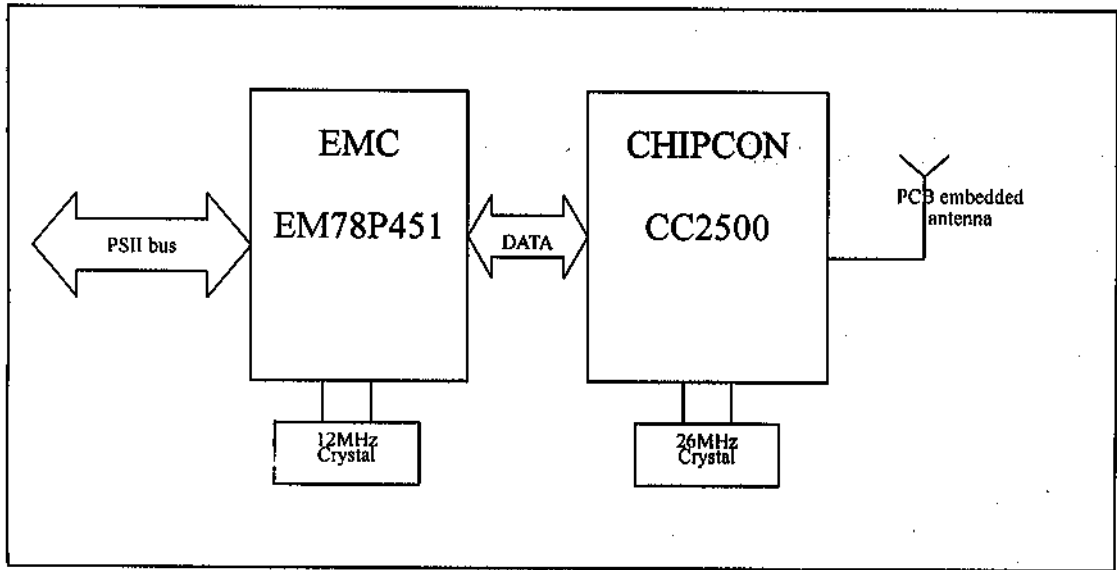 EMC
EM78P451
CHIPCON
CC2500
PSII bus
DATA
PCB embedded
antenna
12MHz
Crystal
26MHz
Crystal